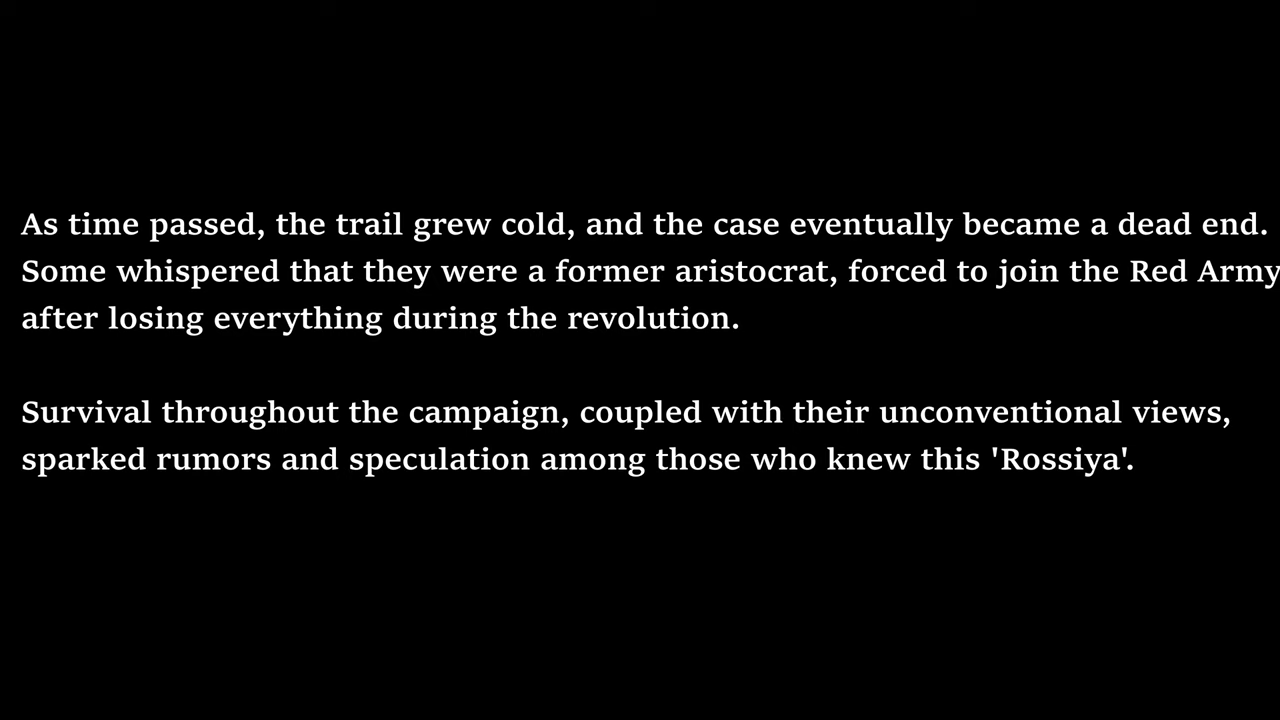 As time passed, the trail grew cold, and the case eventually became a dead end.
Some whispered that they were a former aristocrat, forced to join the Red Army
after losing everything during the revolution.
Survival throughout the campaign, coupled with their unconventional views,
sparked rumors and speculation among those who knew this 'Rossiya'.